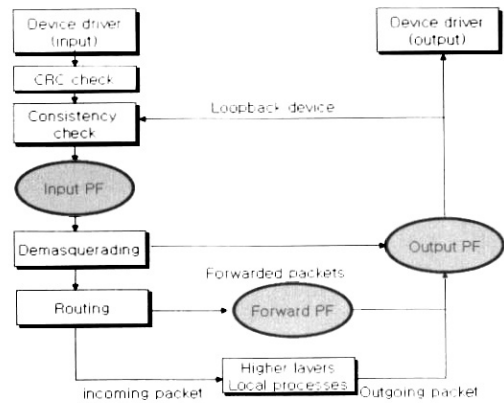 Device driver
(input)
Device driver
(output)
CRC check
Loopback device
Consistency
check
Input PF
Demasquerading
Output PF
Forwarded packets
Routing
Forward PF
Higher layers
Local processes
incoming packet
Outgoing packet